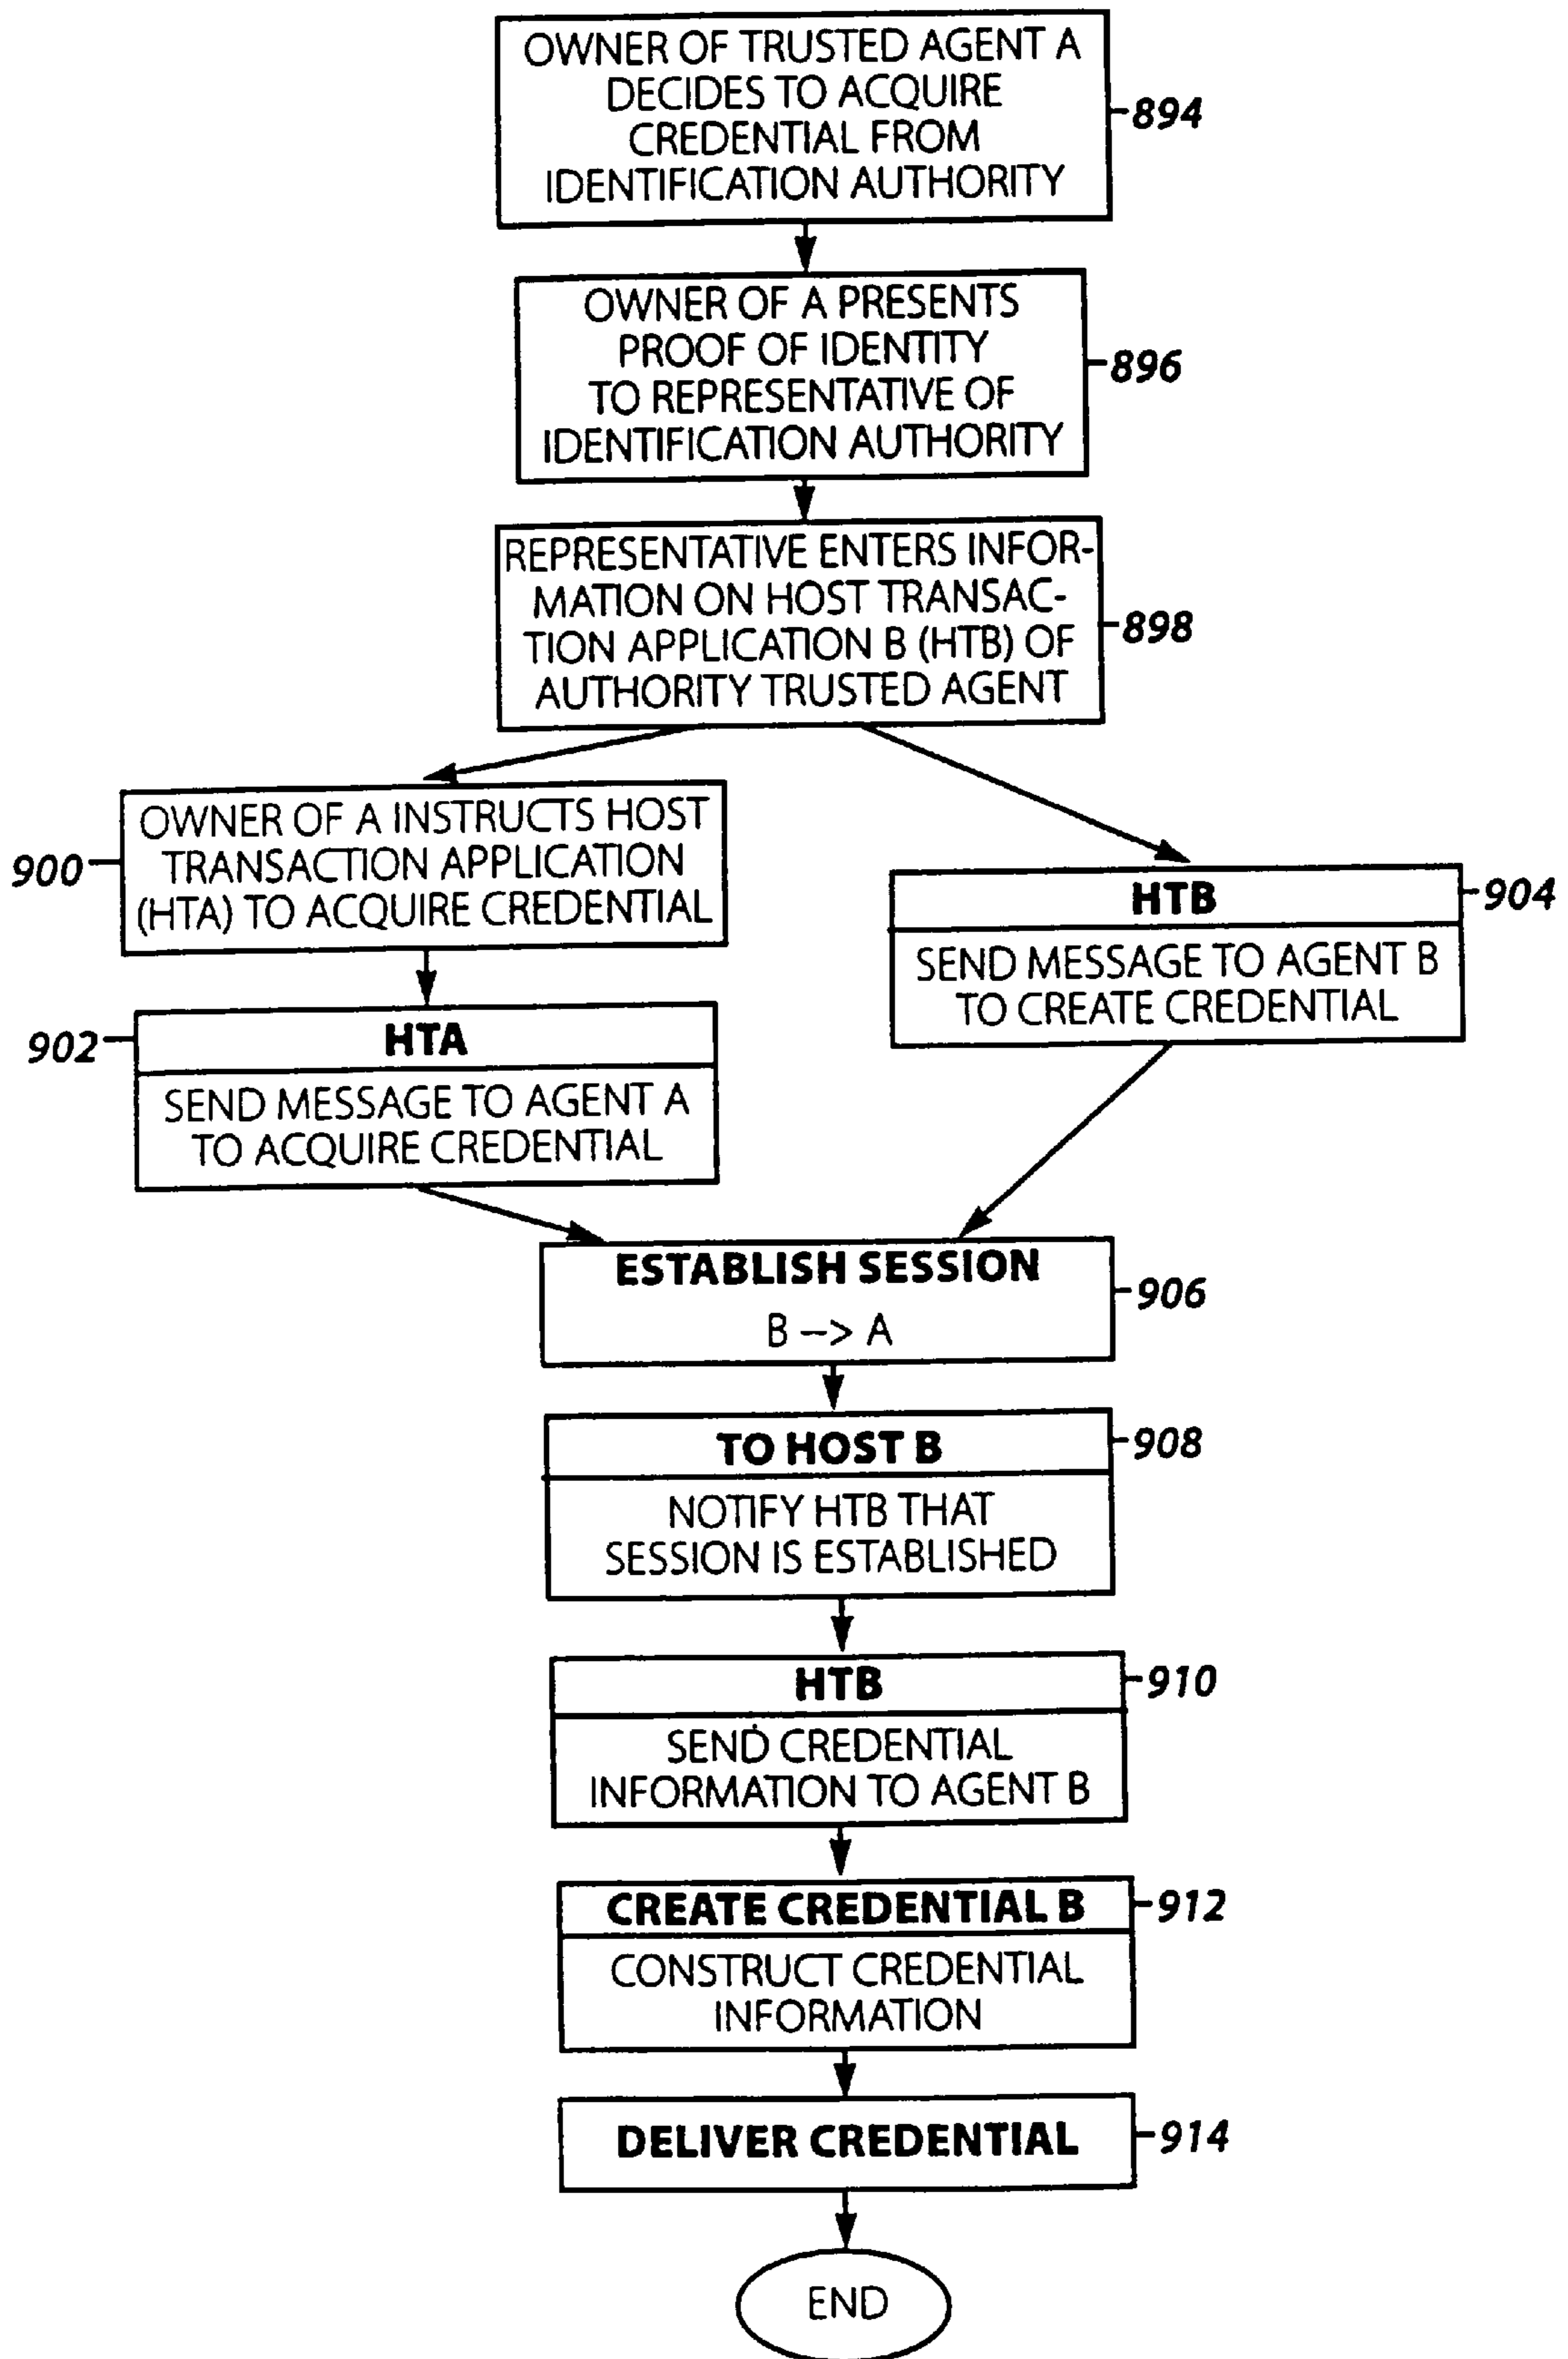 OWNER OF TRUSTED AGENT A
DECIDES TO ACQUIRE
CREDENTIAL FROM
IDENTIFICATION AUTHORITY
894
OWNER OF A PRESENTS
PROOF OF IDENTITY
TO REPRESENTATIVE OF
IDENTIFICATION AUTHORITY
896
REPRESENTATIVE ENTERS INFOR-
MATION ON HOST TRANSAC-
TION APPLICATION B (HTB) OF
AUTHORITY TRUSTED AGENT
898
OWNER OF A INSTRUCTS HOST
TRANSACTION APPLICATION
(HTA) TO ACQUIRE CREDENTIAL
900
HTB
904
SEND MESSAGE TO AGENT B
TO CREATE CREDENTIAL
HTA
902
SEND MESSAGE TO AGENT A
TO ACQUIRE CREDENTIAL
ESTABLISH SESSION
906
B --> A
TO HOST B
908
NOTIFY HTB THAT
SESSION IS ESTABLISHED
HTB
910
SEND CREDENTIAL
INFORMATION TO AGENT B
CREATE CREDENTIAL B
912
CONSTRUCT CREDENTIAL
INFORMATION
DELIVER CREDENTIAL
914
END